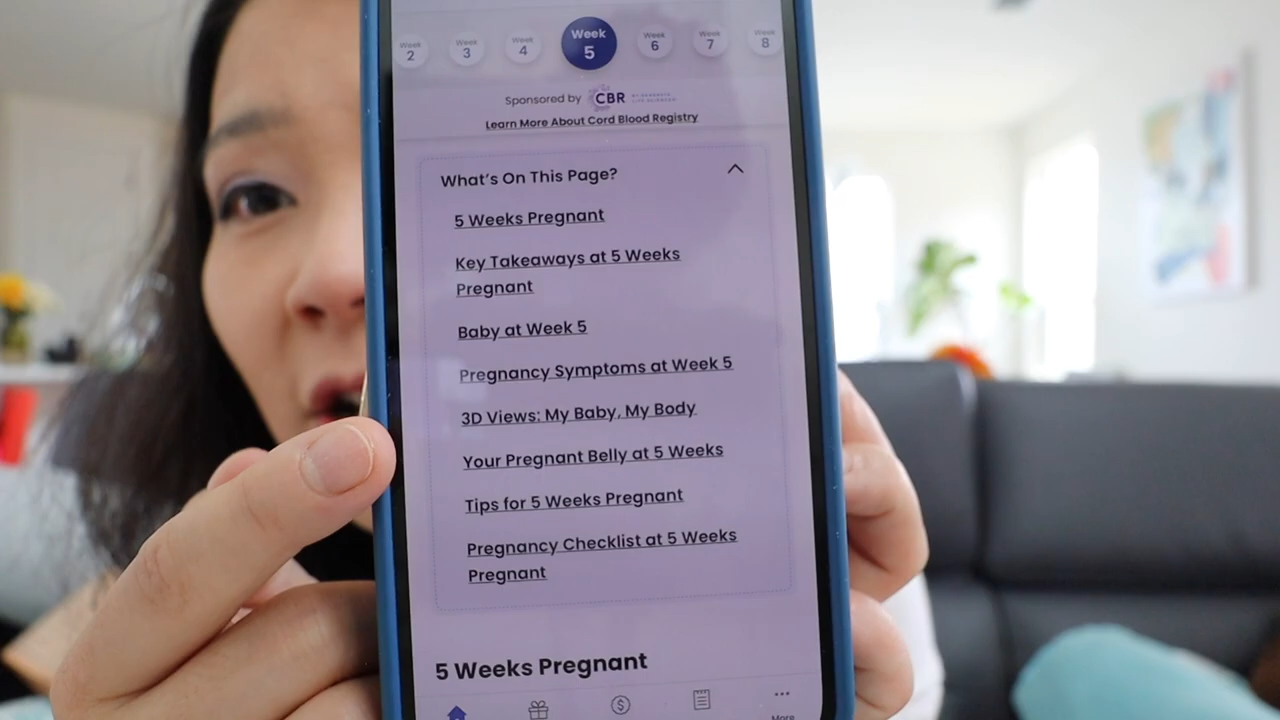 Week Week Week Week Week Week Week
2 3 4 5 6 7 8
Sponsored by CBR
Learn More About Cord Blood Registry
What's On This Page?
5 Weeks Pregnant
Key Takeaways at 5 Weeks
Pregnant
Baby at Week 5
Pregnancy Symptoms at Week 5
3D Views: My Baby, My Body
Your Pregnant Belly at 5 Weeks
Tips for 5 Weeks Pregnant
Pregnancy Checklist at 5 Weeks
Pregnant
5 Weeks Pregnant
More